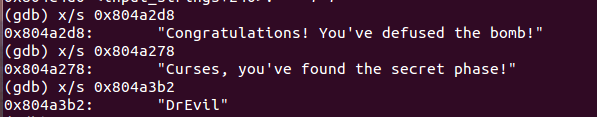 (gdb) x/s 0x804a2d8
0x804a2d8:	"Congratulations! You've defused the bomb!"
(gdb) x/s 0x804a278
0x804a278:	"Curses, you've found the secret phase!"
(gdb) x/s 0x804a3b2
0x804a3b2:	"DrEvil"